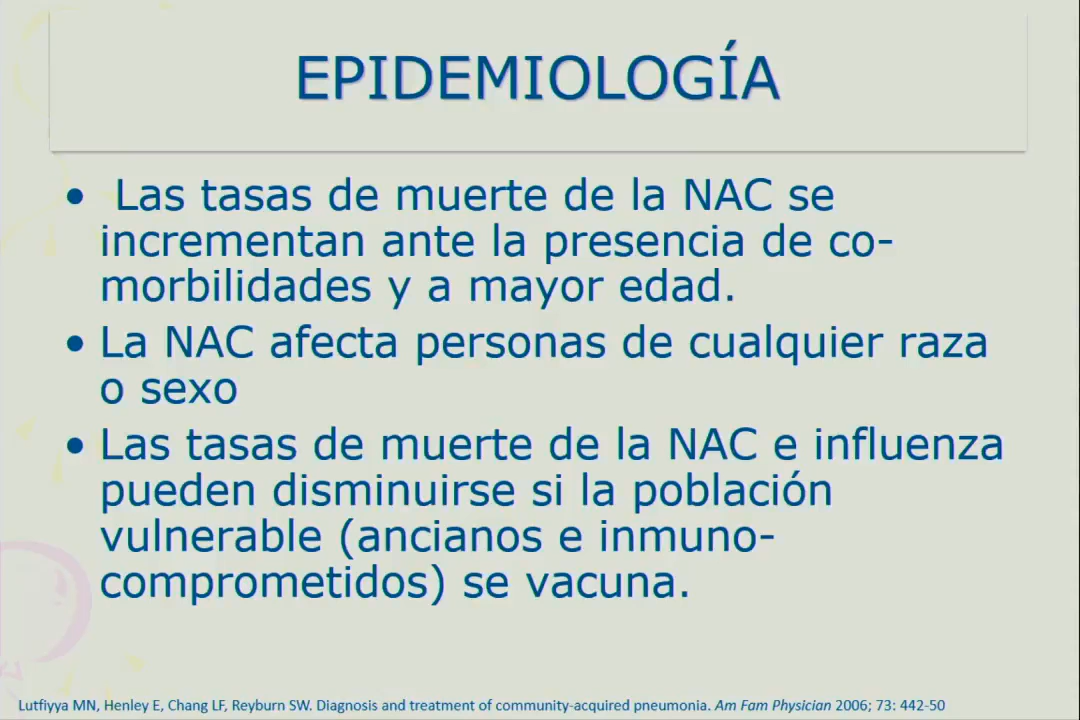 EPIDEMIOLOGÍA
• Las tasas de muerte de la NAC se
incrementan ante la presencia de co-
morbilidades y a mayor edad.
• La NAC afecta personas de cualquier raza
o sexo
• Las tasas de muerte de la NAC e influenza
pueden disminuirse si la población
vulnerable (ancianos e inmuno-
comprometidos) se vacuna.
Lutfiyya MN, Henley E, Chang LF, Reyburn SW. Diagnosis and treatment of community-acquired pneumonia. Am Fam Physician 2006; 73: 442-50